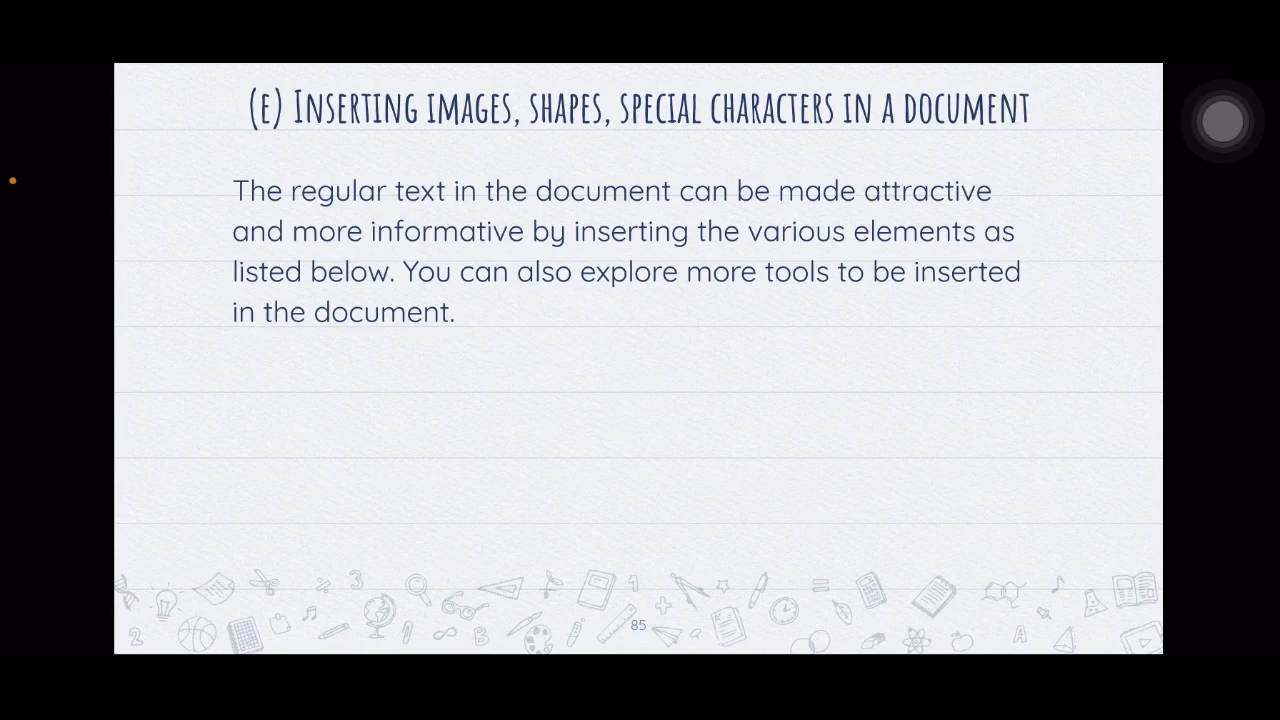 (e) Inserting images, shapes, special characters in a document
The regular text in the document can be made attractive
and more informative by inserting the various elements as
listed below. You can also explore more tools to be inserted
in the document.
85